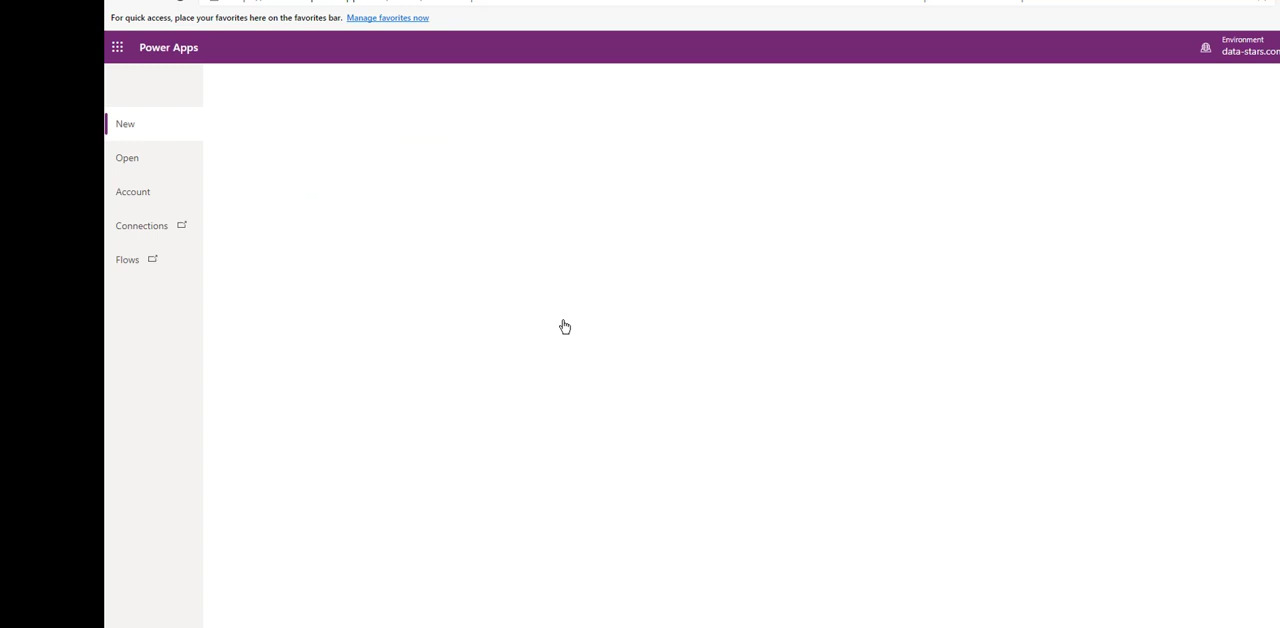 For quick access, place your favorites here on the favorites bar. Manage favorites now
Power Apps
Environment
data-stars.con
New
Open
Account
Connections
Flows